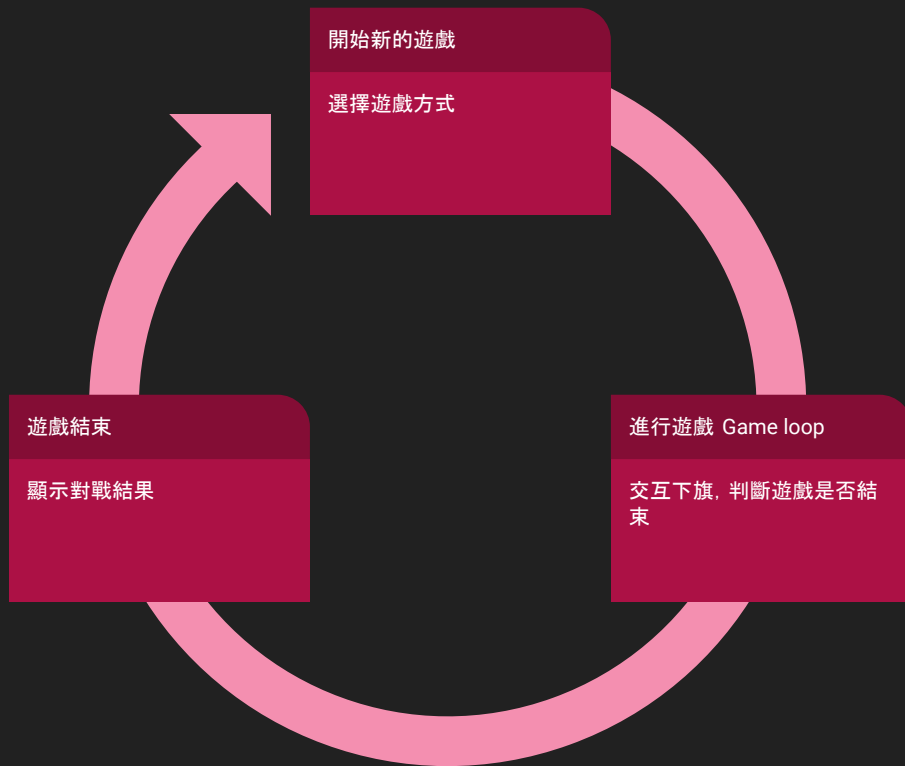 開始新的遊戲
選擇遊戲方式
遊戲結束
顯示對戰結果
進行遊戲 Game loop
交互下旗, 判斷遊戲是否結
束